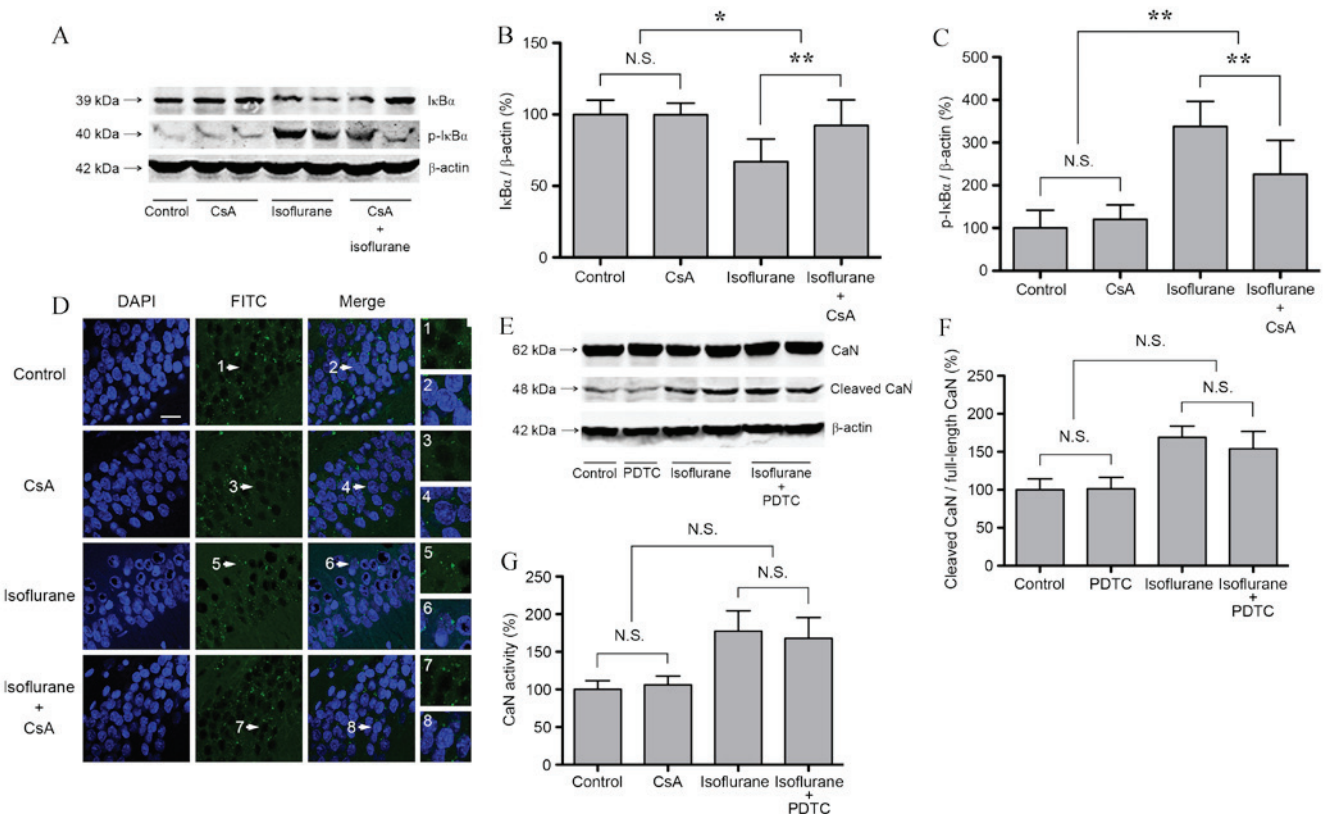 A
39 kDa
IκBα
40 kDa
p-IκBα
42 kDa
β-actin
Control
CsA
Isoflurane
CsA
+
isoflurane
B
IκBα / β-actin (%)
150
100
50
0
N.S.
*
**
Control
CsA
Isoflurane
Isoflurane
+
CsA
C
p-IκBα / β-actin (%)
500
400
300
200
100
0
N.S.
**
**
Control
CsA
Isoflurane
Isoflurane
+
CsA
D
DAPI
FITC
Merge
Control
1
2
1
2
CsA
3
4
3
4
Isoflurane
5
6
5
6
Isoflurane
+
CsA
7
8
7
8
E
62 kDa
CaN
48 kDa
Cleaved CaN
42 kDa
β-actin
Control
PDTC
Isoflurane
Isoflurane
+
PDTC
F
Cleaved CaN / full-length CaN (%)
250
200
150
100
50
0
N.S.
N.S.
N.S.
Control
PDTC
Isoflurane
Isoflurane
+
PDTC
G
CaN activity (%)
250
200
150
100
50
0
N.S.
N.S.
N.S.
Control
CsA
Isoflurane
Isoflurane
+
PDTC